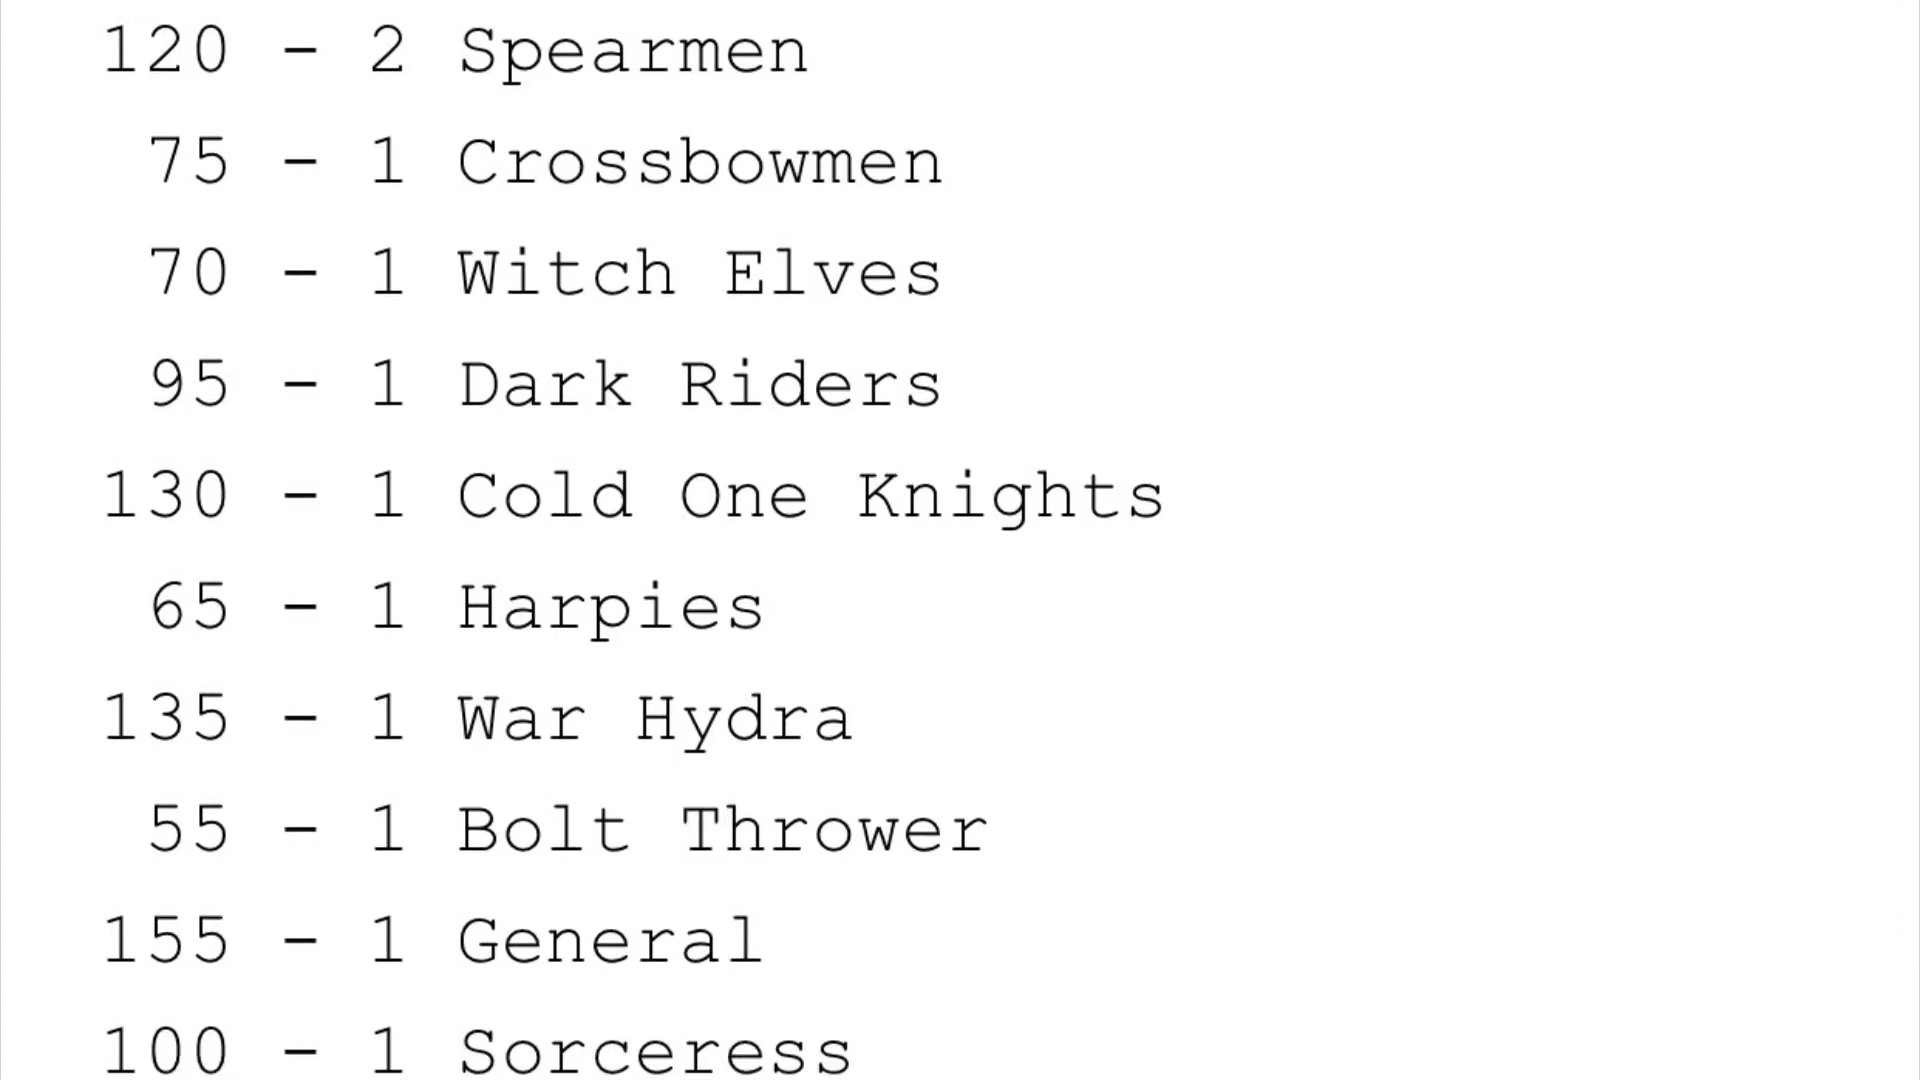 120 - 2 Spearmen
75 - 1 Crossbowmen
70 - 1 Witch Elves
95 - 1 Dark Riders
130 - 1 Cold One Knights
65 - 1 Harpies
135 - 1 War Hydra
55 - 1 Bolt Thrower
155 - 1 General
100 - 1 Sorceress